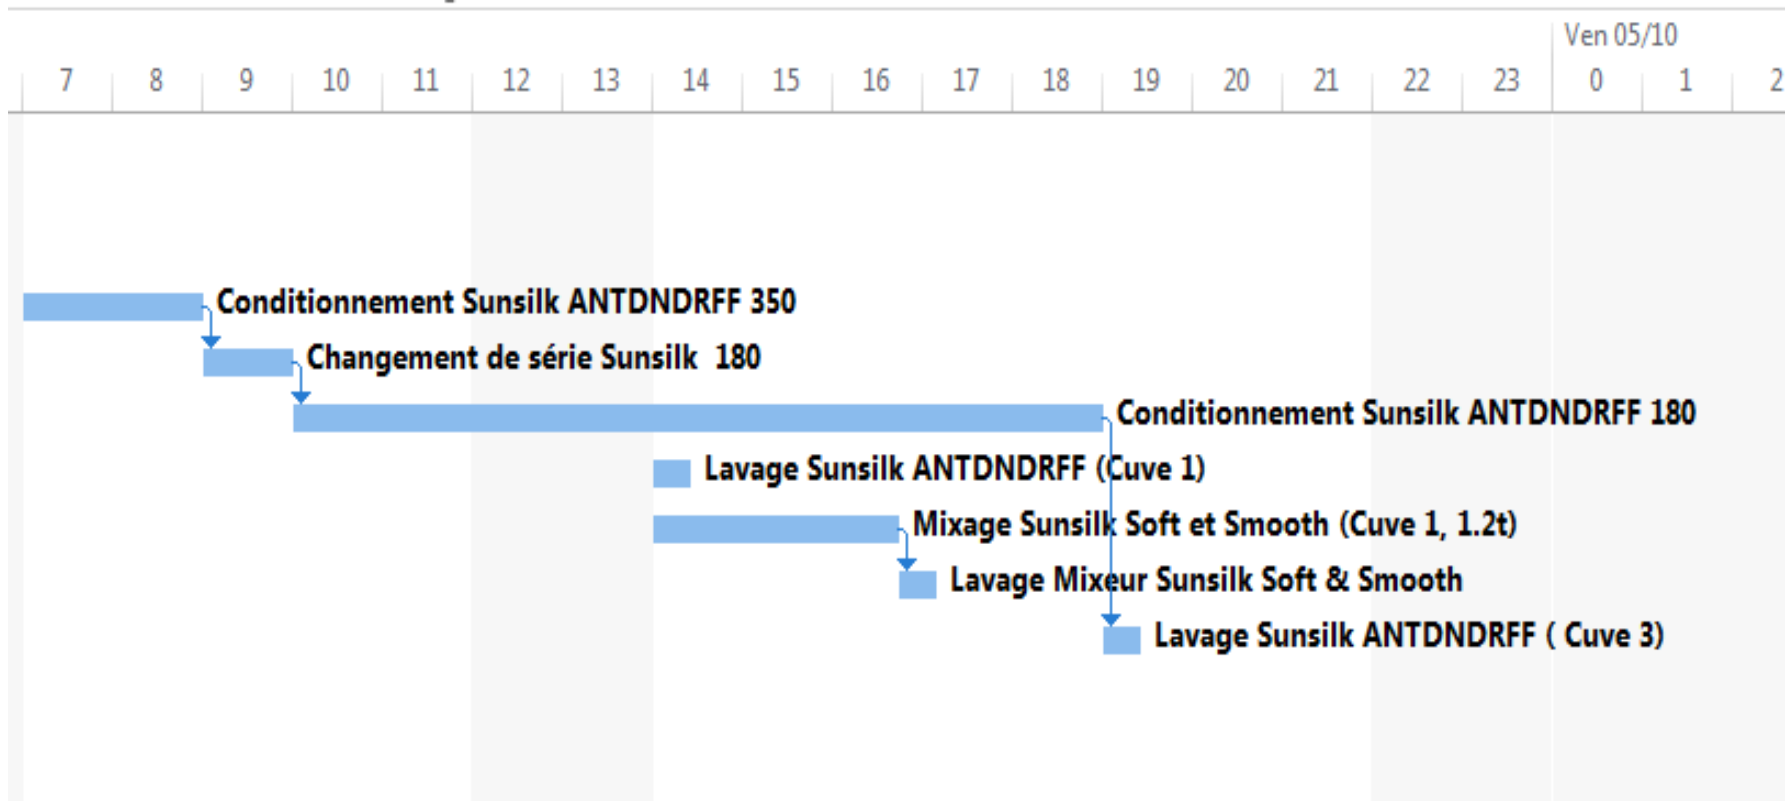 Ven 05/10
7 8 9 10 11 12 13 14 15 16 17 18 19 20 21 22 23 0 1 2
Conditionnement Sunsilk ANTDNDRFF 350
Changement de série Sunsilk  180
Conditionnement Sunsilk ANTDNDRFF 180
Lavage Sunsilk ANTDNDRFF (Cuve 1)
Mixage Sunsilk Soft et Smooth (Cuve 1, 1.2t)
Lavage Mixeur Sunsilk Soft & Smooth
Lavage Sunsilk ANTDNDRFF ( Cuve 3)